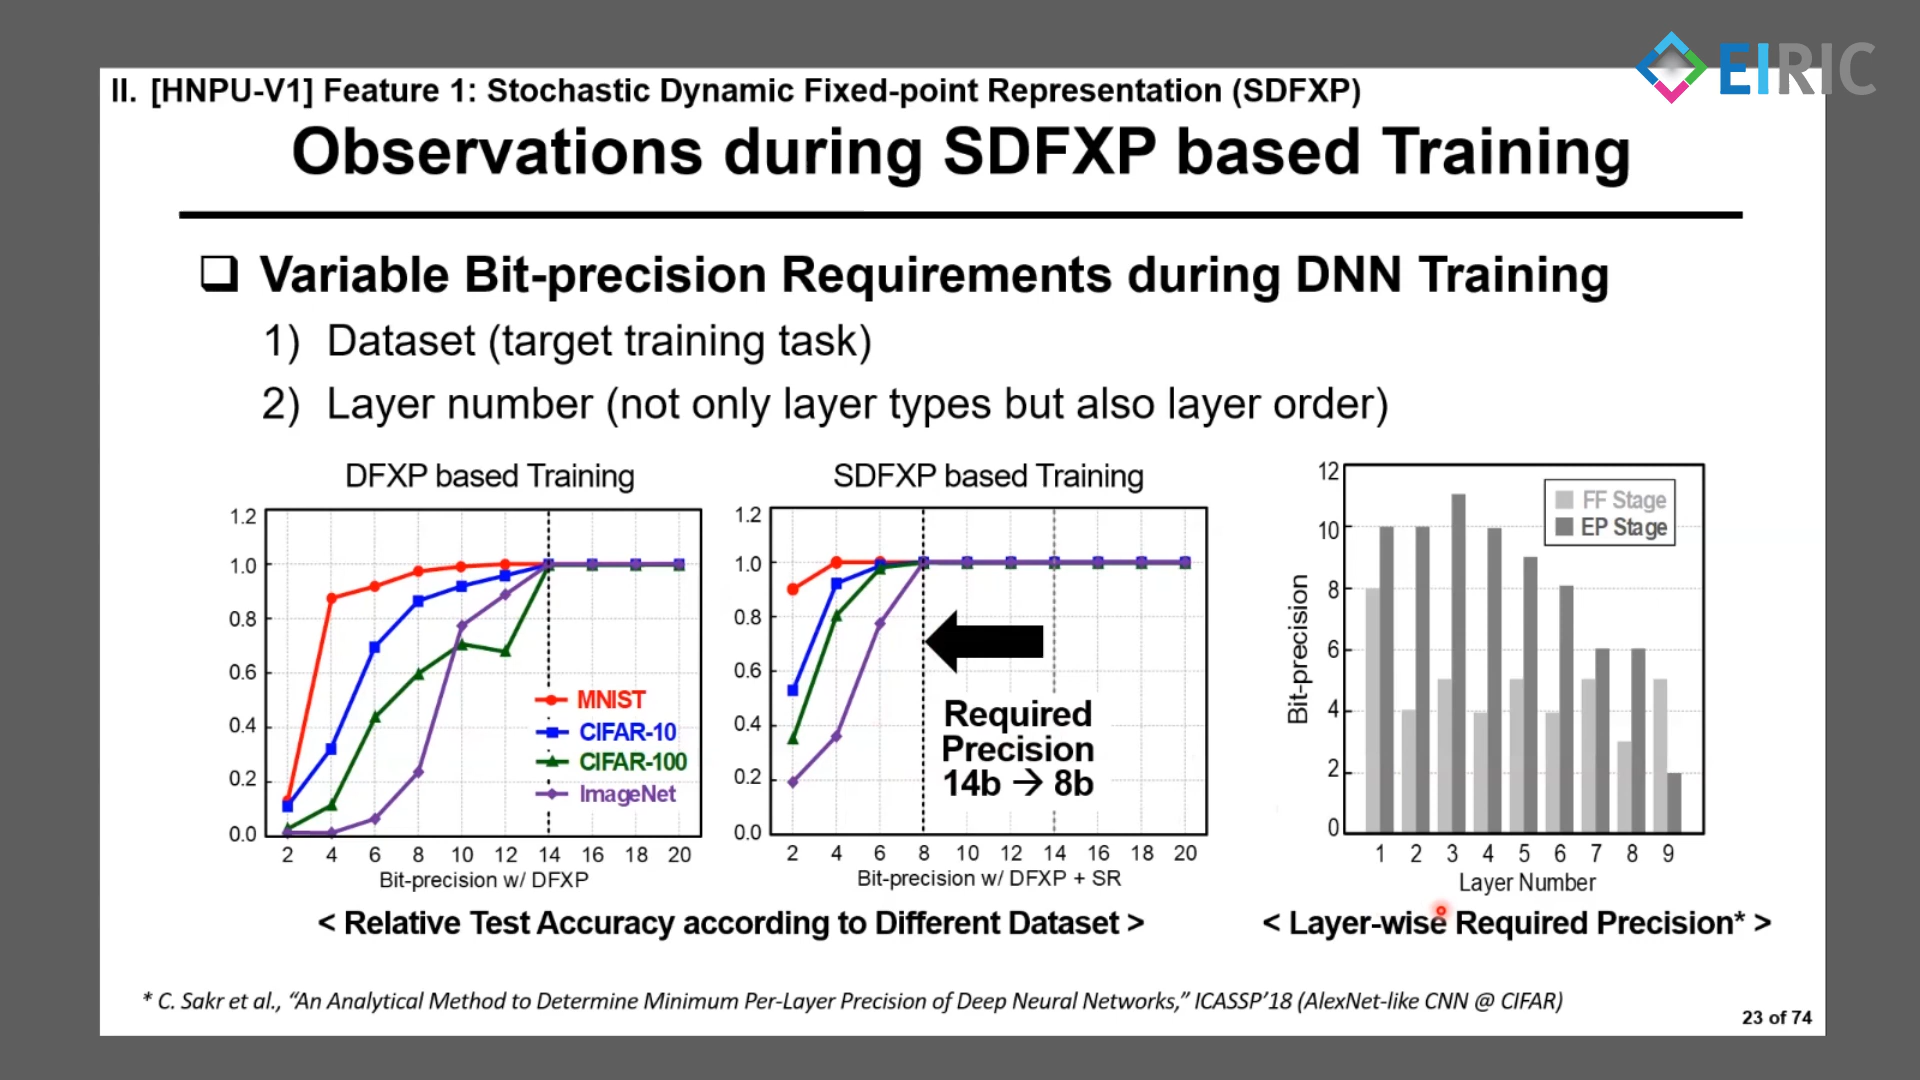 EIRIC
II. [HNPU-V1] Feature 1: Stochastic Dynamic Fixed-point Representation (SDFXP)
Observations during SDFXP based Training
Variable Bit-precision Requirements during DNN Training
1) Dataset (target training task)
2) Layer number (not only layer types but also layer order)
DFXP based Training
1.2
1.0
0.8
0.6
0.4
0.2
0.0
MNIST
CIFAR-10
CIFAR-100
ImageNet
2 4 6 8 10 12 14 16 18 20
Bit-precision w/ DFXP
SDFXP based Training
1.2
1.0
0.8
0.6
0.4
0.2
0.0
Required
Precision
14b → 8b
2 4 6 8 10 12 14 16 18 20
Bit-precision w/ DFXP + SR
< Relative Test Accuracy according to Different Dataset >
12
10
8
6
4
2
0
Bit-precision
FF Stage
EP Stage
1 2 3 4 5 6 7 8 9
Layer Number
< Layer-wise Required Precision* >
* C. Sakr et al., “An Analytical Method to Determine Minimum Per-Layer Precision of Deep Neural Networks,” ICASSP’18 (AlexNet-like CNN @ CIFAR)
23 of 74